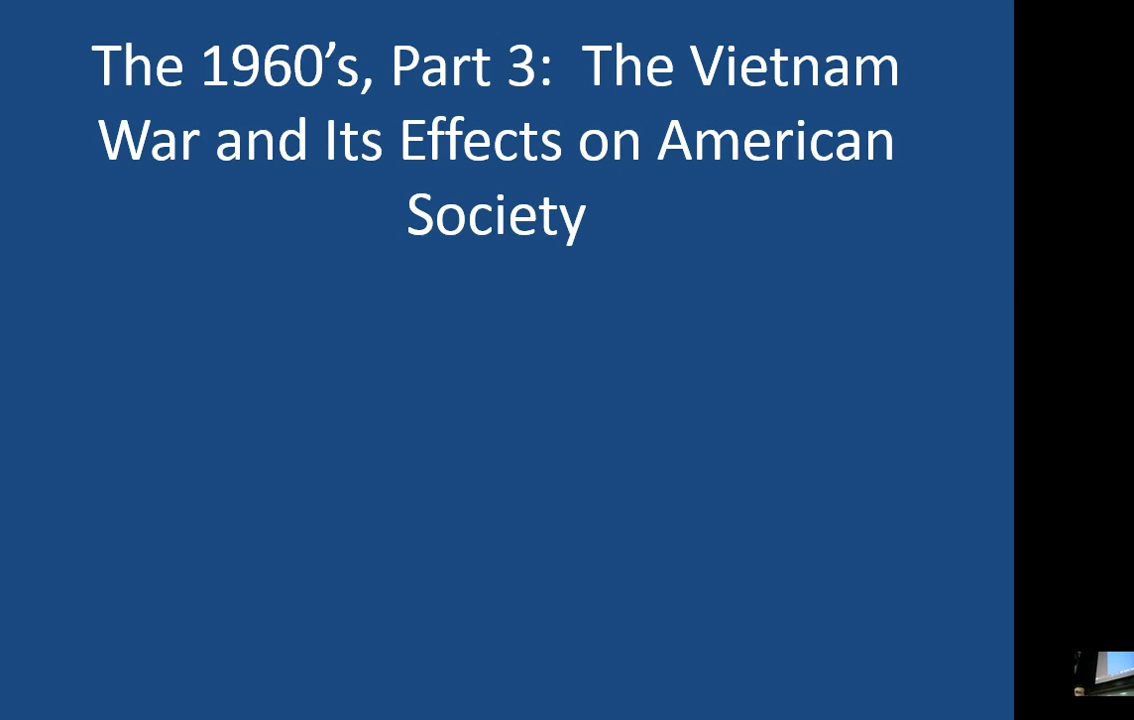 The 1960’s, Part 3:  The Vietnam
War and Its Effects on American
Society